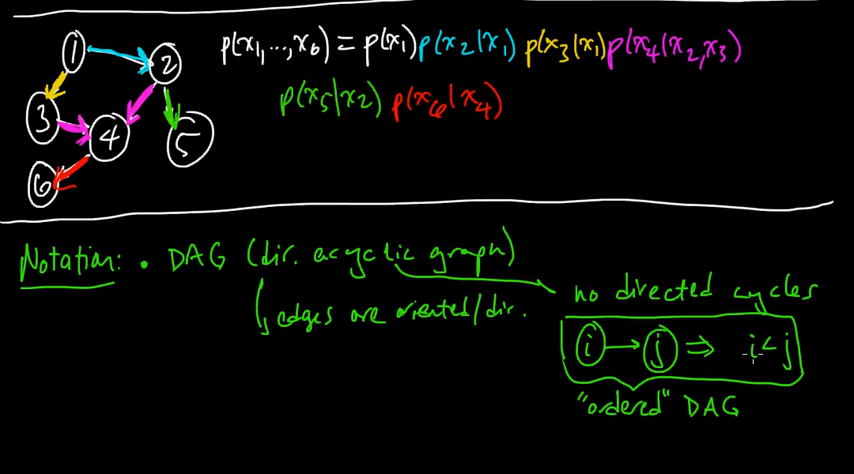 1 2 p(x₁,...,x₆) = p(x₁) p(x₂|x₁) p(x₃|x₁) p(x₄|x₂,x₃)
3 4 5 p(x₅|x₂) p(x₆|x₄)
6
Notation: • DAG (dir. acyclic graph)
no directed cycles
edges are oriented/dir.
i → j ⇒ i < j
"ordered" DAG